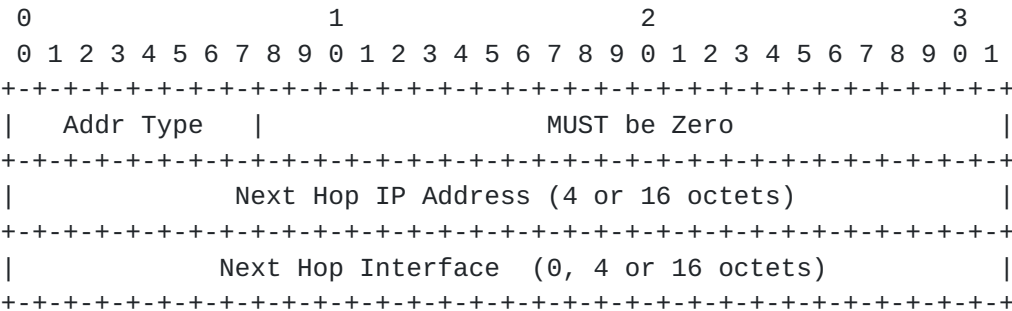 0                   1                   2                   3
 0 1 2 3 4 5 6 7 8 9 0 1 2 3 4 5 6 7 8 9 0 1 2 3 4 5 6 7 8 9 0 1
+-+-+-+-+-+-+-+-+-+-+-+-+-+-+-+-+-+-+-+-+-+-+-+-+-+-+-+-+-+-+-+-+
|   Addr Type   |                  MUST be Zero                 |
+-+-+-+-+-+-+-+-+-+-+-+-+-+-+-+-+-+-+-+-+-+-+-+-+-+-+-+-+-+-+-+-+
|              Next Hop IP Address (4 or 16 octets)             |
+-+-+-+-+-+-+-+-+-+-+-+-+-+-+-+-+-+-+-+-+-+-+-+-+-+-+-+-+-+-+-+-+
|             Next Hop Interface  (0, 4 or 16 octets)           |
+-+-+-+-+-+-+-+-+-+-+-+-+-+-+-+-+-+-+-+-+-+-+-+-+-+-+-+-+-+-+-+-+